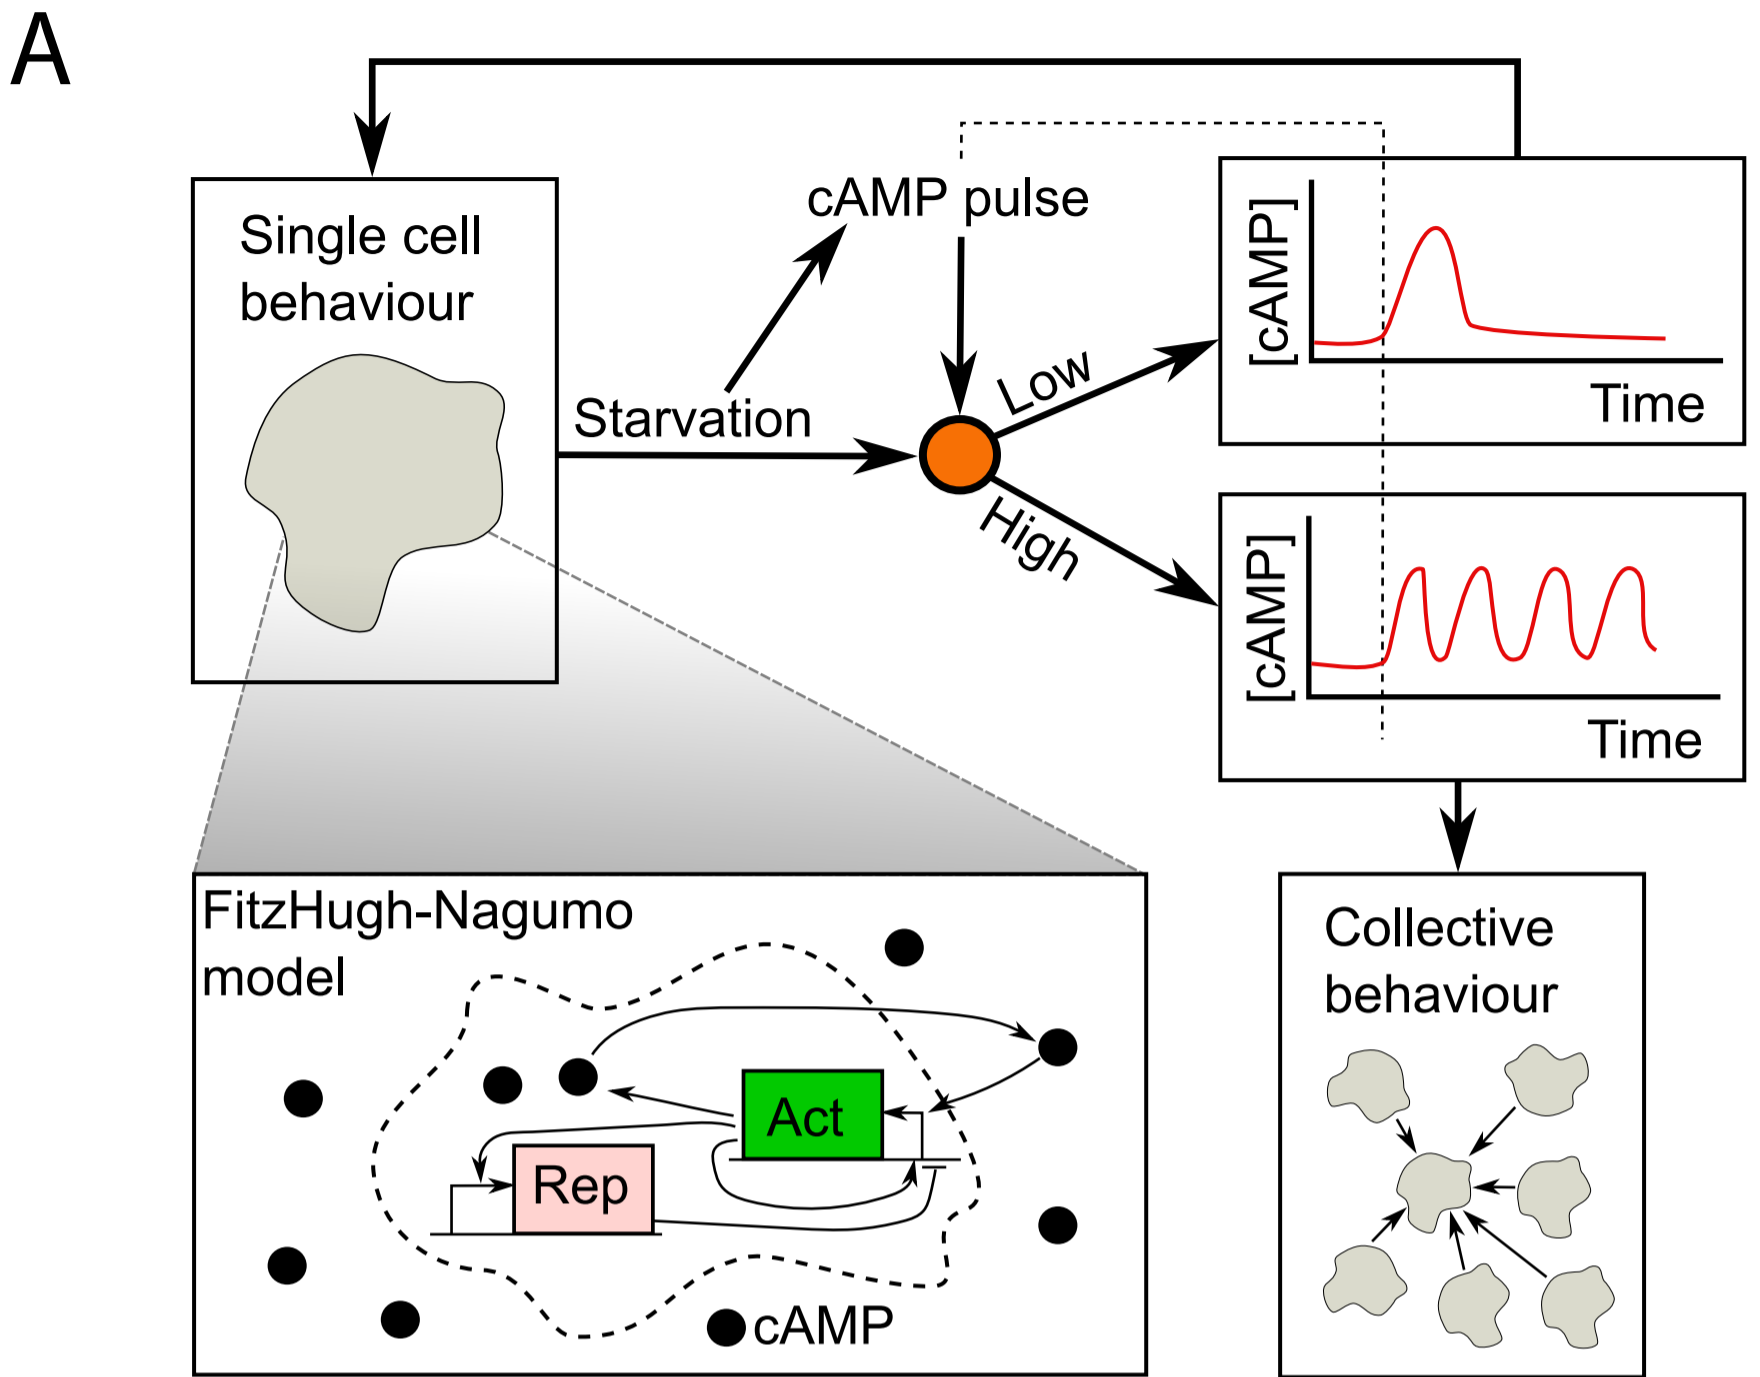 A
Single cell
behaviour
cAMP pulse
Starvation
Low
High
[cAMP]
Time
[cAMP]
Time
FitzHugh-Nagumo
model
Act
Rep
cAMP
Collective
behaviour